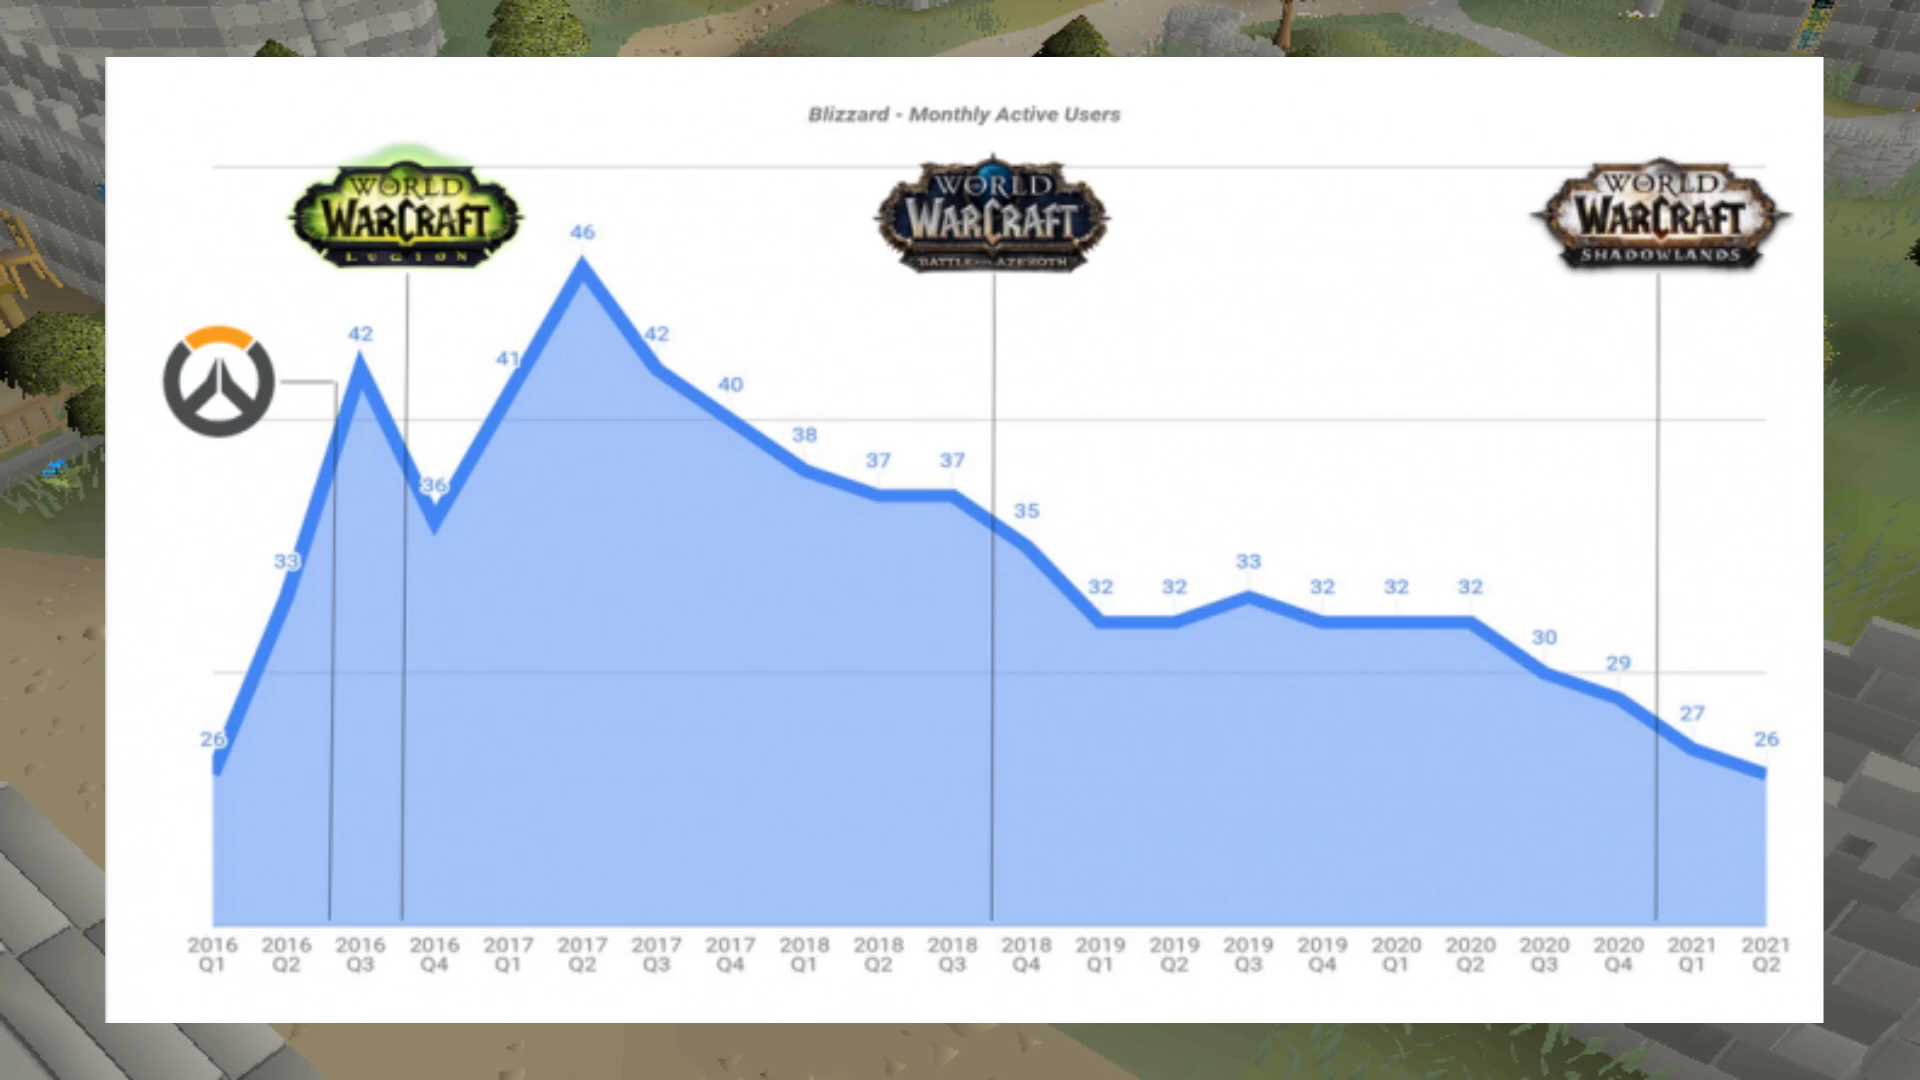 Blizzard - Monthly Active Users
WORLD
WARCRAFT
LEGION
WORLD
WARCRAFT
BATTLE FOR AZEROTH
WORLD
WARCRAFT
SHADOWLANDS
46
42
42
41
40
38
37
37
36
35
33
33
32
32
32
32
32
30
29
27
26
26
2016 2016 2016 2016 2017 2017 2017 2017 2018 2018 2018 2018 2019 2019 2019 2019 2020 2020 2020 2020 2021 2021
Q1 Q2 Q3 Q4 Q1 Q2 Q3 Q4 Q1 Q2 Q3 Q4 Q1 Q2 Q3 Q4 Q1 Q2 Q3 Q4 Q1 Q2